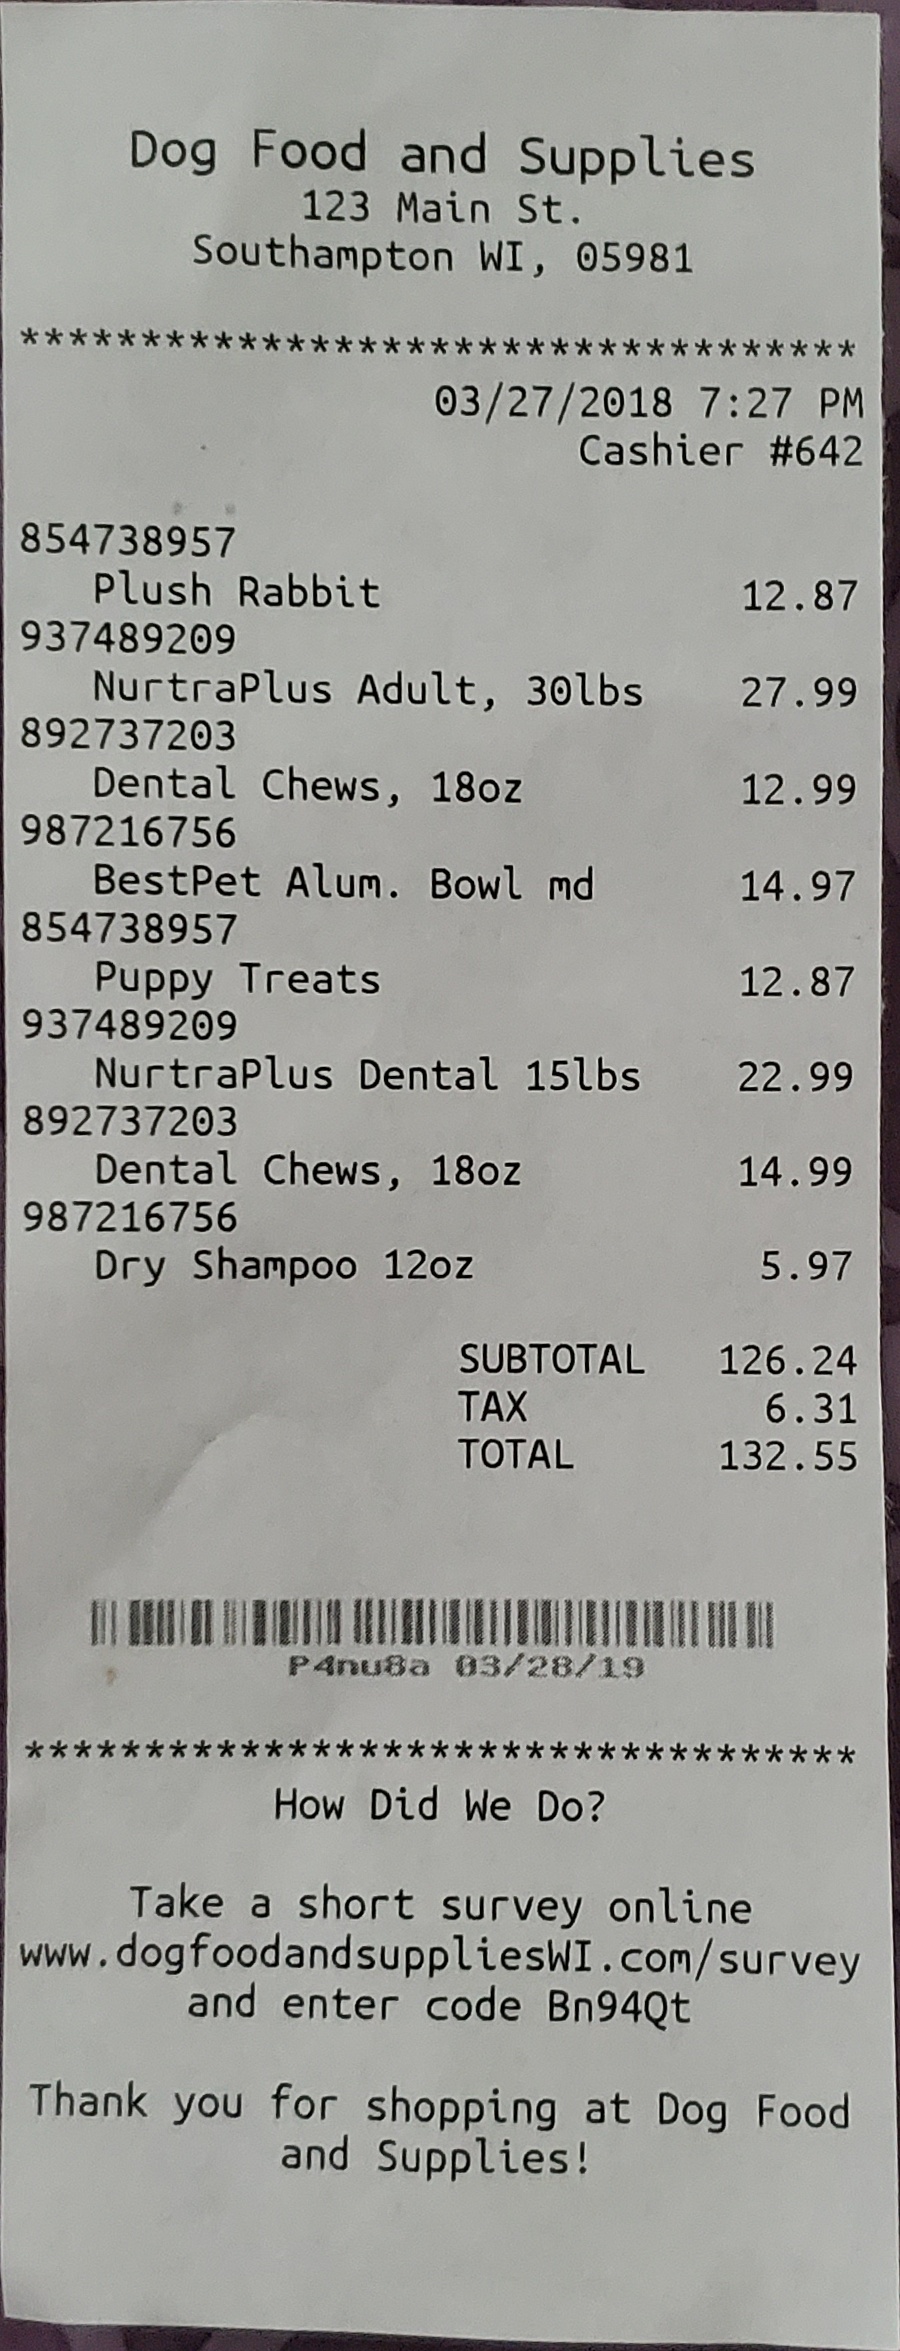 Dog Food and Supplies
123 Main St.
Southampton WI, 05981
***********************************
03/27/2018 7:27 PM
Cashier #642
854738957
Plush Rabbit 12.87
937489209
NurtraPlus Adult, 30lbs 27.99
892737203
Dental Chews, 18oz 12.99
987216756
BestPet Alum. Bowl md 14.97
854738957
Puppy Treats 12.87
937489209
NurtraPlus Dental 15lbs 22.99
892737203
Dental Chews, 18oz 14.99
987216756
Dry Shampoo 12oz 5.97
SUBTOTAL 126.24
TAX 6.31
TOTAL 132.55
P4nu8a 03/28/19
***********************************
How Did We Do?
Take a short survey online
www.dogfoodandsuppliesWI.com/survey
and enter code Bn94Qt
Thank you for shopping at Dog Food
and Supplies!